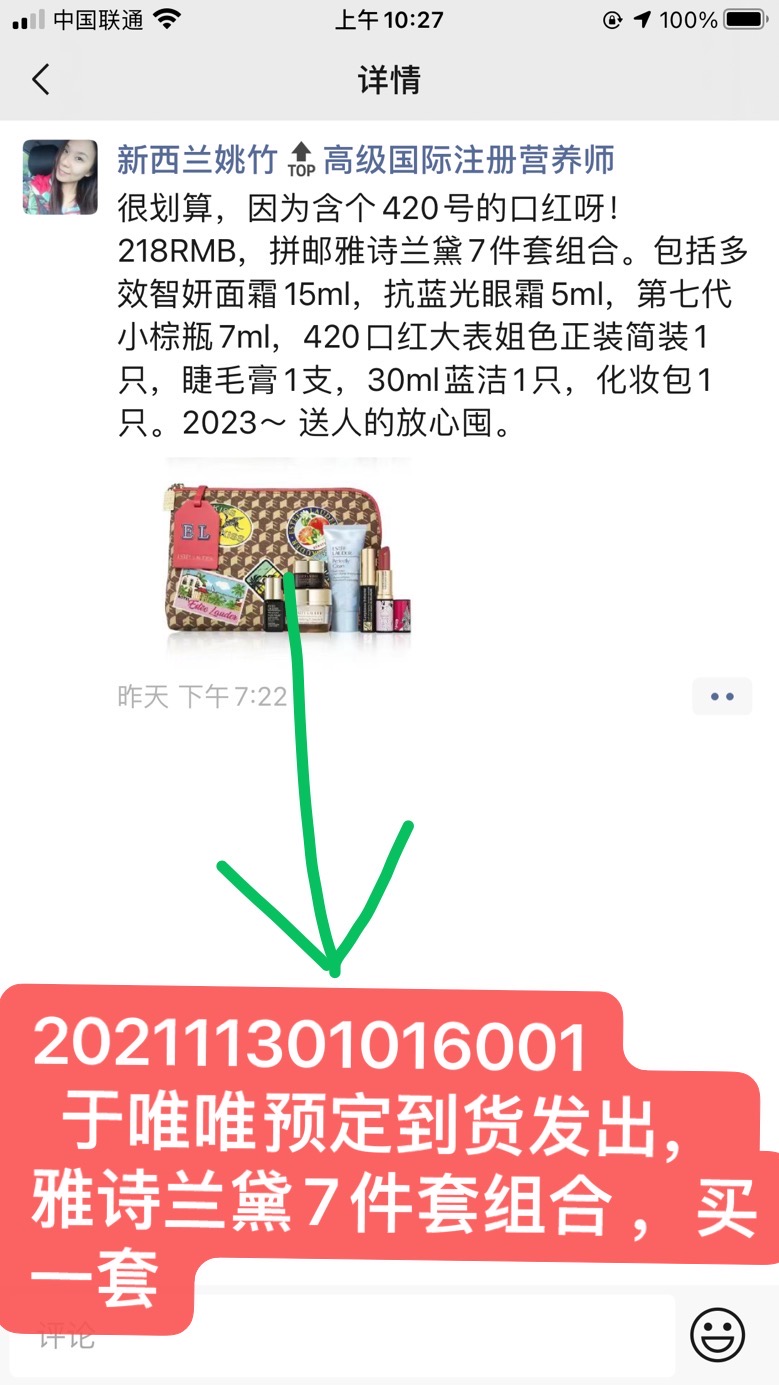 中国联通
上午10:27
100%
详情
新西兰姚竹 TOP 高级国际注册营养师
很划算，因为含个420号的口红呀！
218RMB，拼邮雅诗兰黛7件套组合。包括多
效智妍面霜15ml，抗蓝光眼霜5ml，第七代
小棕瓶7ml，420口红大表姐色正装简装1
只，睫毛膏1支，30ml蓝洁1只，化妆包1
只。2023～ 送人的放心囤。
EL
Estee Lauder
昨天 下午7:22
202111301016001
于唯唯预定到货发出，
雅诗兰黛7件套组合，买
一套
评论